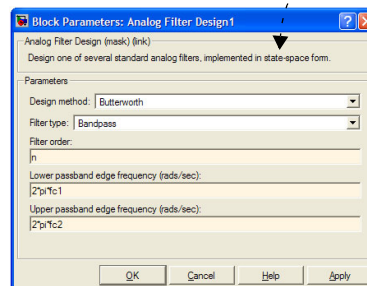 Block Parameters: Analog Filter Design1
Analog Filter Design (mask) (link)
Design one of several standard analog filters, implemented in state-space form.
Parameters
Design method: Butterworth
Filter type: Bandpass
Filter order:
n
Lower passband edge frequency (rads/sec):
2*pi*fc1
Upper passband edge frequency (rads/sec):
2*pi*fc2
OK Cancel Help Apply